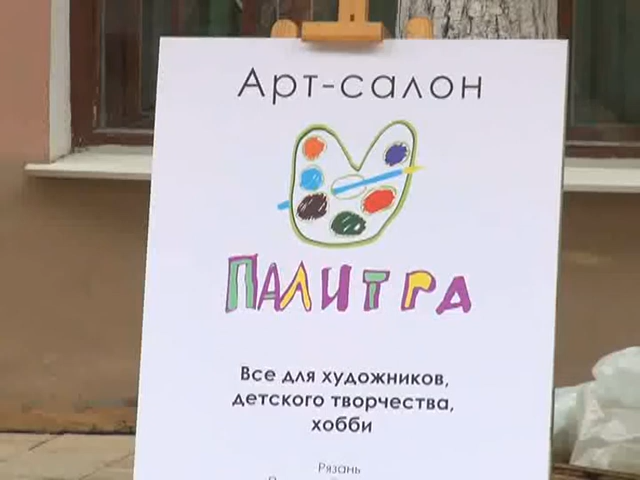 Арт-салон
ПАЛИТРА
Все для художников,
детского творчества,
хобби
Рязань